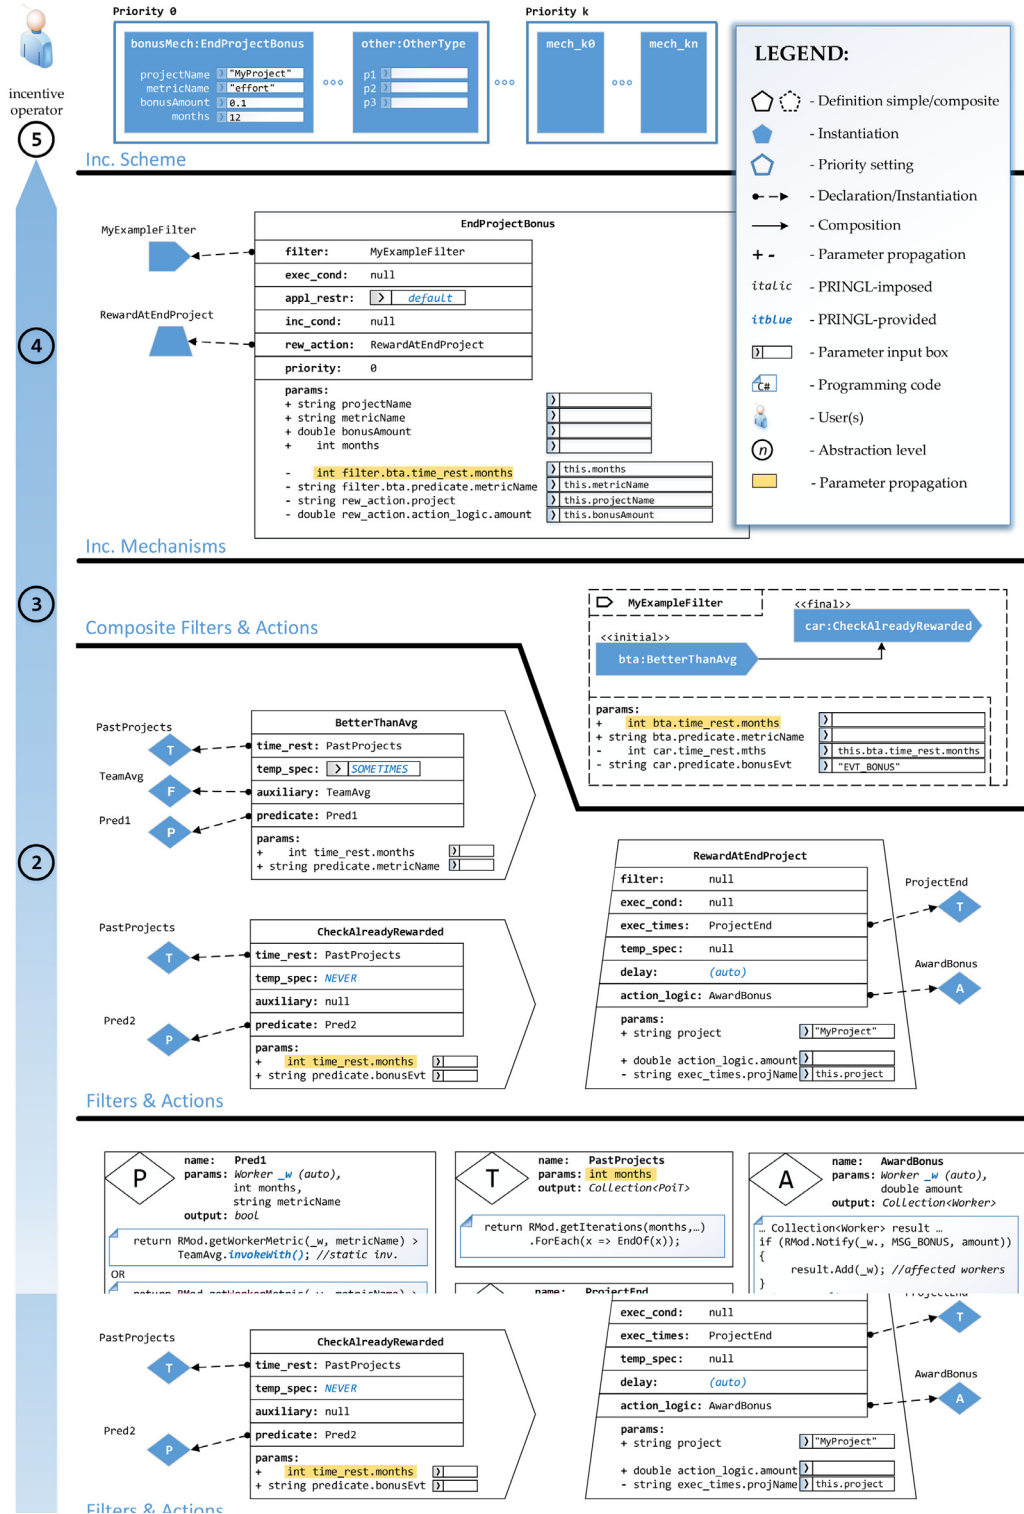 Priority 0
Priority k
bonusMech:EndProjectBonus
projectName "MyProject"
metricName "effort"
bonusAmount 0.1
months 12
other:OtherType
p1
p2
p3
mech_k0
mech_kn
incentive
operator
5
Inc. Scheme
LEGEND:
- Definition simple/composite
- Instantiation
- Priority setting
- Declaration/Instantiation
- Composition
+ - - Parameter propagation
italic - PRINGL-imposed
itblue - PRINGL-provided
- Parameter input box
C# - Programming code
- User(s)
n - Abstraction level
- Parameter propagation
MyExampleFilter
RewardAtEndProject
4
EndProjectBonus
filter: MyExampleFilter
exec_cond: null
appl_restr: default
inc_cond: null
rew_action: RewardAtEndProject
priority: 0
params:
+ string projectName
+ string metricName
+ double bonusAmount
+ int months
- int filter.bta.time_rest.months this.months
- string filter.bta.predicate.metricName this.metricName
- string rew_action.project this.projectName
- double rew_action.action_logic.amount this.bonusAmount
Inc. Mechanisms
3
Composite Filters & Actions
MyExampleFilter
<<final>>
car:CheckAlreadyRewarded
<<initial>>
bta:BetterThanAvg
params:
+ int bta.time_rest.months
+ string bta.predicate.metricName
- int car.time_rest.mths this.bta.time_rest.months
- string car.predicate.bonusEvt "EVT_BONUS"
PastProjects
T
TeamAvg
F
Pred1
P
BetterThanAvg
time_rest: PastProjects
temp_spec: SOMETIMES
auxiliary: TeamAvg
predicate: Pred1
params:
+ int time_rest.months
+ string predicate.metricName
2
PastProjects
T
Pred2
P
CheckAlreadyRewarded
time_rest: PastProjects
temp_spec: NEVER
auxiliary: null
predicate: Pred2
params:
+ int time_rest.months
+ string predicate.bonusEvt
RewardAtEndProject
filter: null
exec_cond: null
exec_times: ProjectEnd
temp_spec: null
delay: (auto)
action_logic: AwardBonus
params:
+ string project "MyProject"
+ double action_logic.amount
- string exec_times.projName this.project
ProjectEnd
T
AwardBonus
A
Filters & Actions
P
name: Pred1
params: Worker _w (auto),
int months,
string metricName
output: bool
return RMod.getWorkerMetric(_w, metricName) >
TeamAvg.invokeWith(); //static inv.
OR
return RMod.getWorkerMetric(_w, metricName) >
T
name: PastProjects
params: int months
output: Collection<PoiT>
return RMod.getIterations(months,…)
.ForEach(x => EndOf(x));
name: ProjectEnd
A
name: AwardBonus
params: Worker _w (auto),
double amount
output: Collection<Worker>
… Collection<Worker> result …
if (RMod.Notify(_w., MSG_BONUS, amount))
{
result.Add(_w); //affected workers
}
PastProjects
T
Pred2
P
CheckAlreadyRewarded
time_rest: PastProjects
temp_spec: NEVER
auxiliary: null
predicate: Pred2
params:
+ int time_rest.months
+ string predicate.bonusEvt
exec_cond: null
exec_times: ProjectEnd
temp_spec: null
delay: (auto)
action_logic: AwardBonus
params:
+ string project "MyProject"
+ double action_logic.amount
- string exec_times.projName this.project
ProjectEnd
T
AwardBonus
A
Filters & Actions